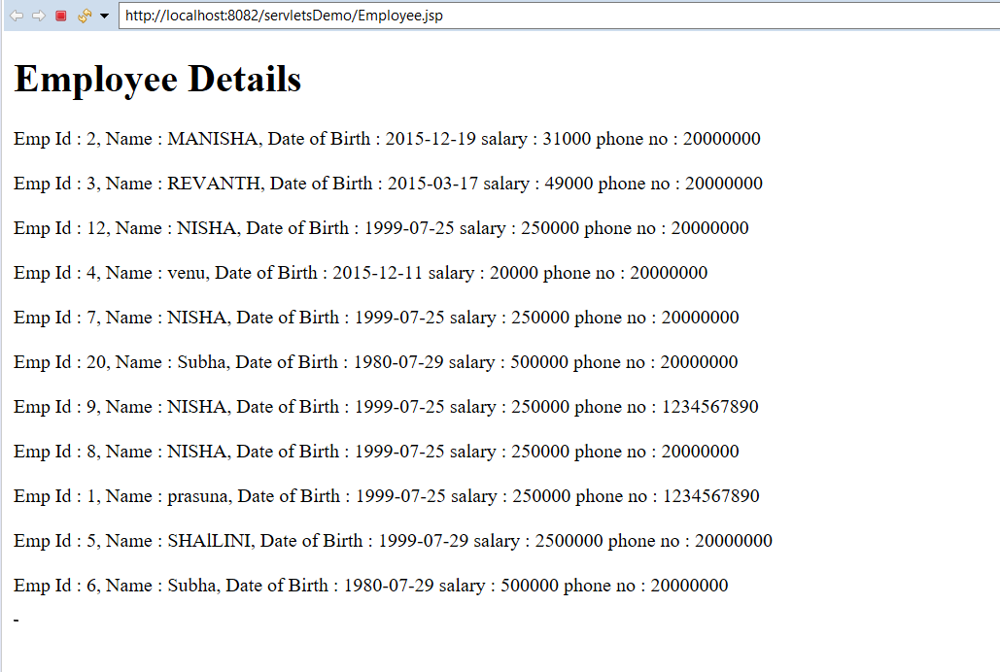 http://localhost:8082/servletsDemo/Employee.jsp
Employee Details
Emp Id : 2, Name : MANISHA, Date of Birth : 2015-12-19 salary : 31000 phone no : 20000000
Emp Id : 3, Name : REVANTH, Date of Birth : 2015-03-17 salary : 49000 phone no : 20000000
Emp Id : 12, Name : NISHA, Date of Birth : 1999-07-25 salary : 250000 phone no : 20000000
Emp Id : 4, Name : venu, Date of Birth : 2015-12-11 salary : 20000 phone no : 20000000
Emp Id : 7, Name : NISHA, Date of Birth : 1999-07-25 salary : 250000 phone no : 20000000
Emp Id : 20, Name : Subha, Date of Birth : 1980-07-29 salary : 500000 phone no : 20000000
Emp Id : 9, Name : NISHA, Date of Birth : 1999-07-25 salary : 250000 phone no : 1234567890
Emp Id : 8, Name : NISHA, Date of Birth : 1999-07-25 salary : 250000 phone no : 20000000
Emp Id : 1, Name : prasuna, Date of Birth : 1999-07-25 salary : 250000 phone no : 1234567890
Emp Id : 5, Name : SHAlLINI, Date of Birth : 1999-07-29 salary : 2500000 phone no : 20000000
Emp Id : 6, Name : Subha, Date of Birth : 1980-07-29 salary : 500000 phone no : 20000000
-